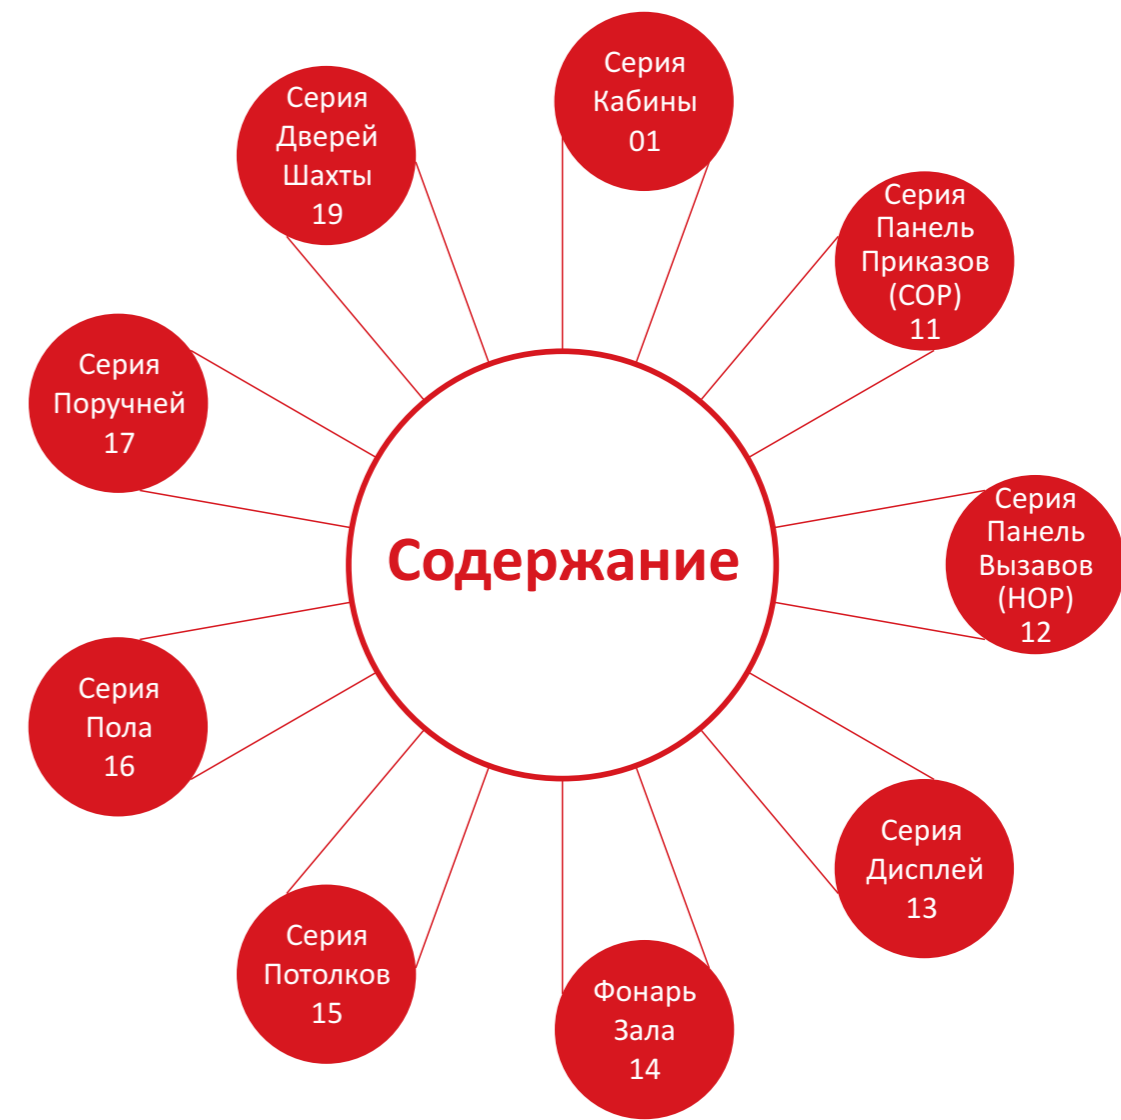 Содержание
Серия
Кабины
01
Серия
Панель
Приказов
(COP)
11
Серия
Панель
Вызавов
(HOP)
12
Серия
Дисплей
13
Фонарь
Зала
14
Серия
Потолков
15
Серия
Пола
16
Серия
Поручней
17
Серия
Дверей
Шахты
19